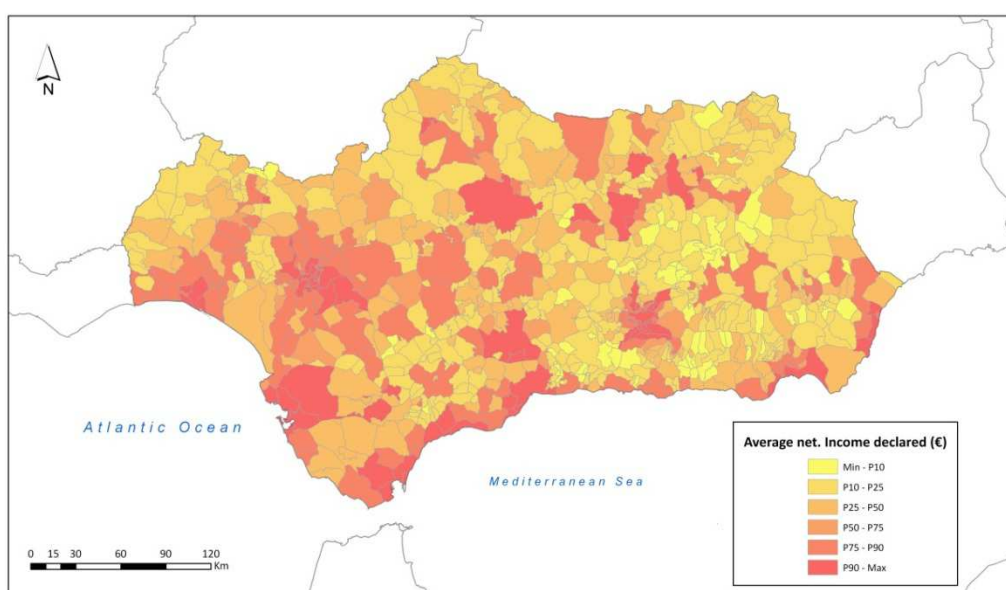 N
Atlantic Ocean
Mediterranean Sea
Average net. Income declared (€)
Min - P10
P10 - P25
P25 - P50
P50 - P75
P75 - P90
P90 - Max
0 15 30 60 90 120
Km